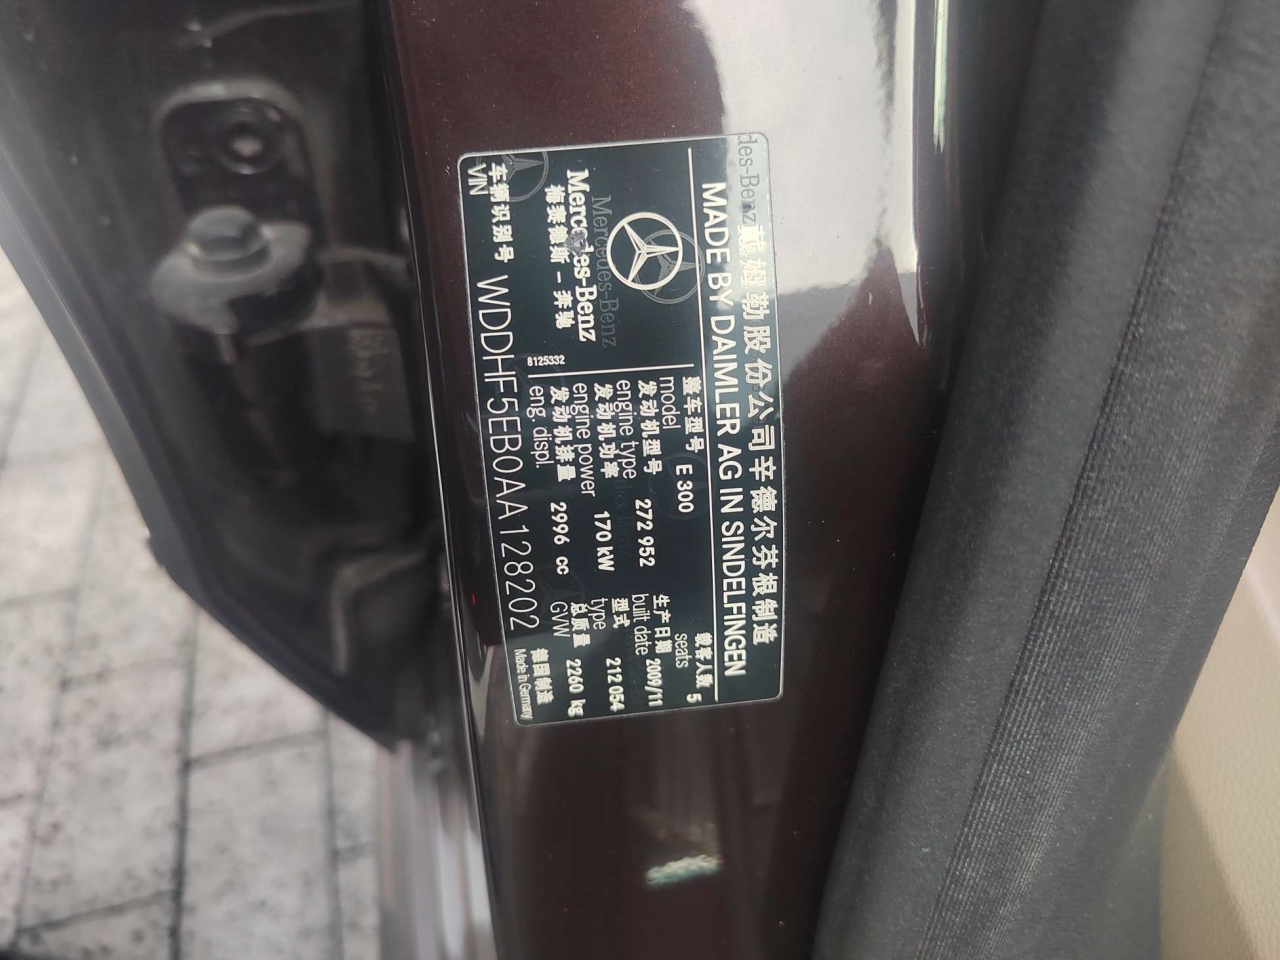 戴姆勒股份公司辛德尔芬根制造
MADE BY DAIMLER AG IN SINDELFINGEN
Mercedes-Benz
梅赛德斯-奔驰
8125332
整车型号 E 300
model
载客人数 5
seats
发动机型号 272 952
engine type
生产日期 2009/11
built date
发动机功率 170 kW
engine power
型式 212 054
type
发动机排量 2996 cc
eng. displ.
总质量 2260 kg
GVW
车辆识别号 WDDHF5EB0AA128202
VIN
德国制造
Made in Germany